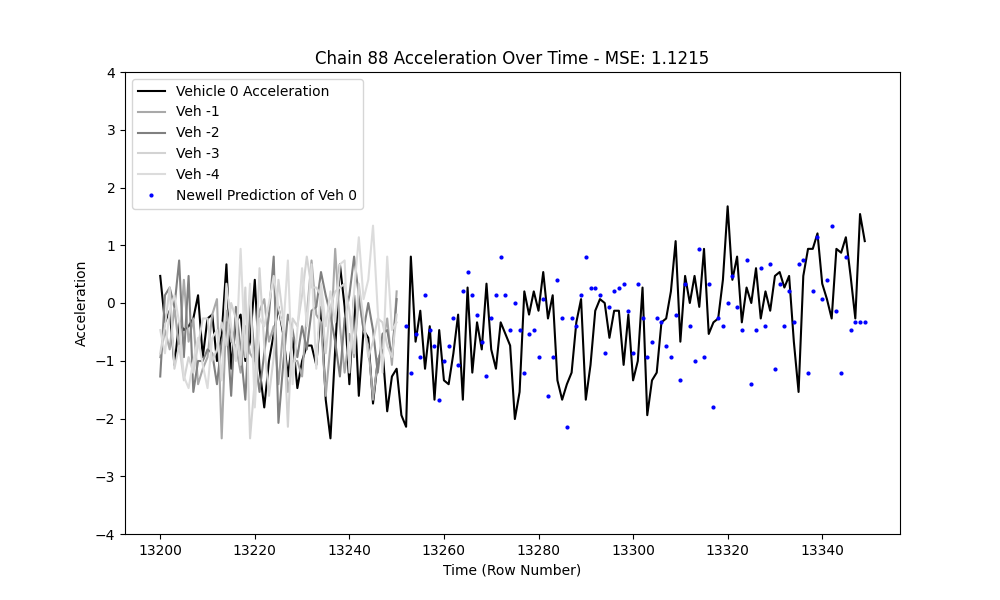 Chain 88 Acceleration Over Time - MSE: 1.1215
4
3
2
1
0
−1
−2
−3
−4
Acceleration
Vehicle 0 Acceleration
Veh -1
Veh -2
Veh -3
Veh -4
Newell Prediction of Veh 0
13200 13220 13240 13260 13280 13300 13320 13340
Time (Row Number)